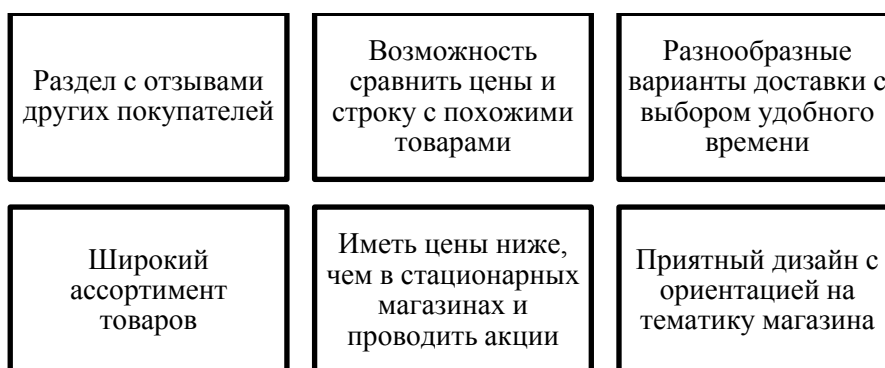 Раздел с отзывами
других покупателей
Возможность
сравнить цены и
строку с похожими
товарами
Разнообразные
варианты доставки с
выбором удобного
времени
Широкий
ассортимент
товаров
Иметь цены ниже,
чем в стационарных
магазинах и
проводить акции
Приятный дизайн с
ориентацией на
тематику магазина